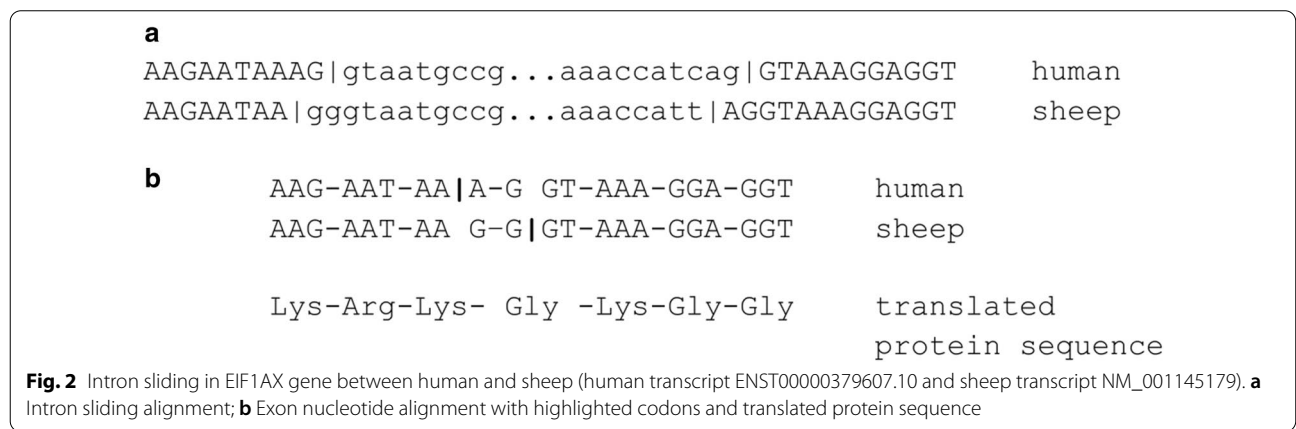 a
AAGAATAAAG|gtaatgccg...aaaccatcag|GTAAAGGAGGT human
AAGAATAA|gggtaatgccg...aaaccatt|AGGTAAAGGAGGT sheep
b AAG-AAT-AA|A-G GT-AAA-GGA-GGT human
AAG-AAT-AA G-G|GT-AAA-GGA-GGT sheep
Lys-Arg-Lys- Gly -Lys-Gly-Gly translated
protein sequence
Fig. 2 Intron sliding in EIF1AX gene between human and sheep (human transcript ENST00000379607.10 and sheep transcript NM_001145179). a
Intron sliding alignment; b Exon nucleotide alignment with highlighted codons and translated protein sequence